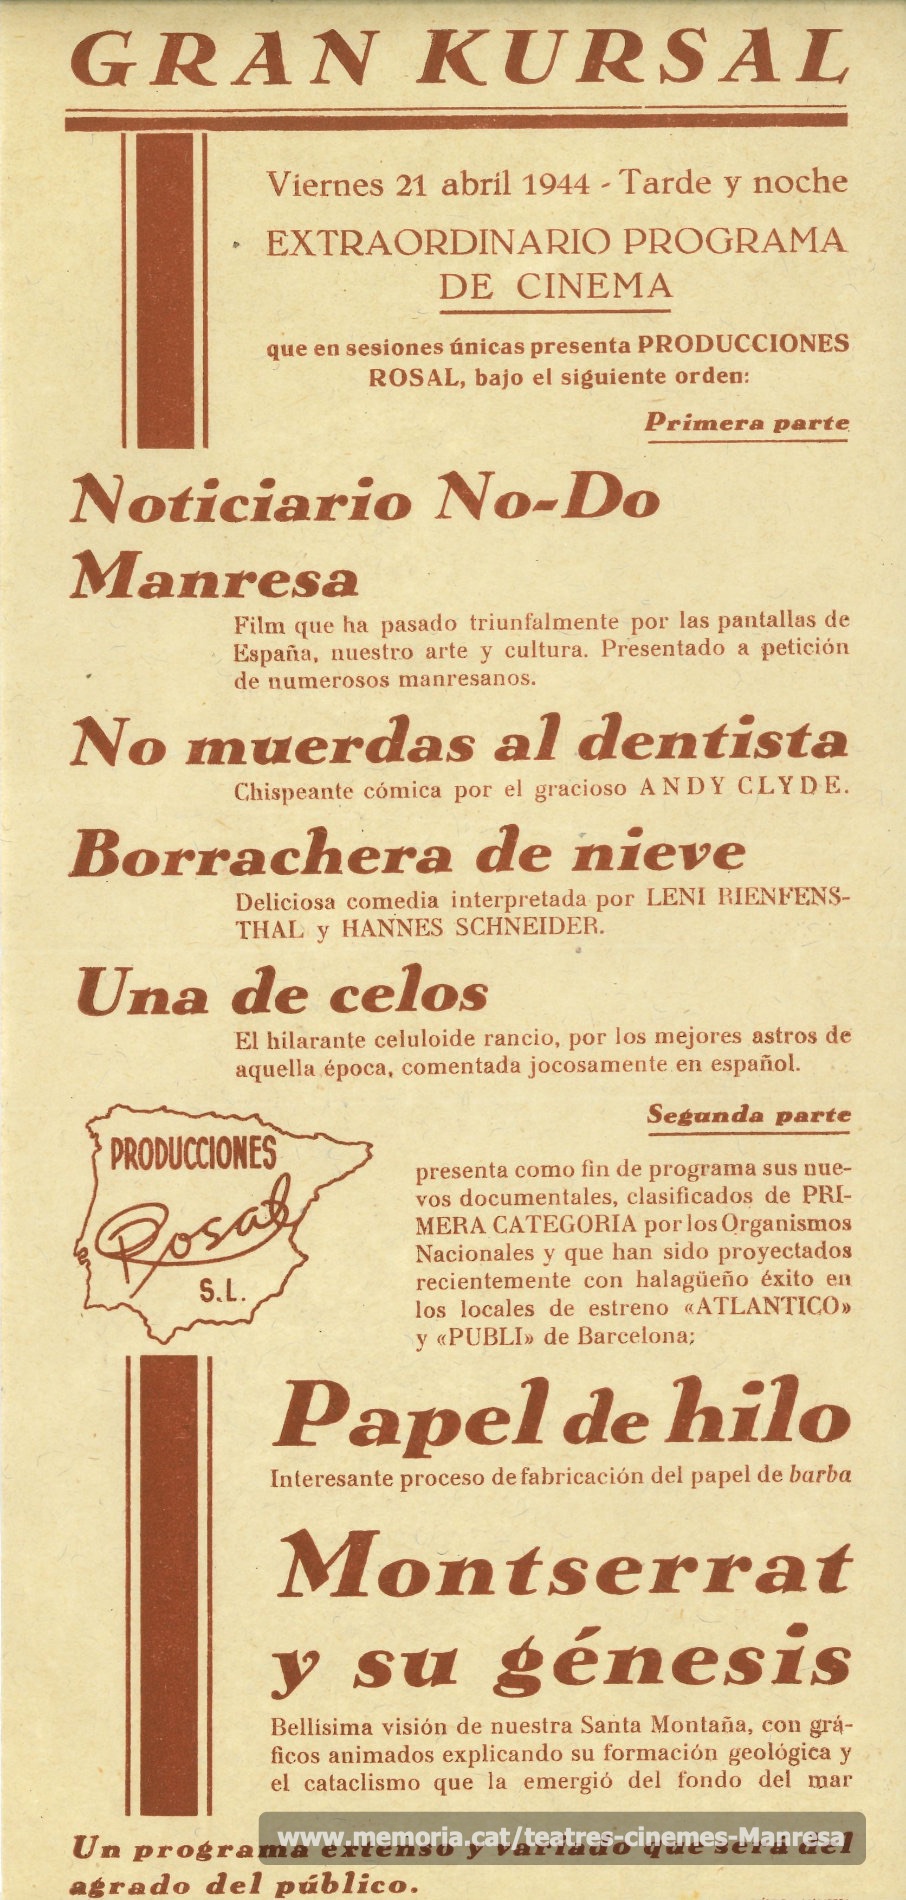 GRAN KURSAL
Viernes 21 abril 1944 - Tarde y noche
EXTRAORDINARIO PROGRAMA
DE CINEMA
que en sesiones únicas presenta PRODUCCIONES
ROSAL, bajo el siguiente orden:
Primera parte
Noticiario No-Do
Manresa
Film que ha pasado triunfalmente por las pantallas de
España, nuestro arte y cultura. Presentado a petición
de numerosos manresanos.
No muerdas al dentista
Chispeante cómica por el gracioso ANDY CLYDE.
Borrachera de nieve
Deliciosa comedia interpretada por LENI RIENFENS-
THAL y HANNES SCHNEIDER.
Una de celos
El hilarante celuloide rancio, por los mejores astros de
aquella época, comentada jocosamente en español.
PRODUCCIONES
Rosal
S.L.
Segunda parte
presenta como fin de programa sus nue-
vos documentales, clasificados de PRI-
MERA CATEGORIA por los Organismos
Nacionales y que han sido proyectados
recientemente con halagüeño éxito en
los locales de estreno «ATLANTICO»
y «PUBLI» de Barcelona;
Papel de hilo
Interesante proceso de fabricación del papel de barba
Montserrat
y su génesis
Bellísima visión de nuestra Santa Montaña, con grá-
ficos animados explicando su formación geológica y
el cataclismo que la emergió del fondo del mar
www.memoria.cat/teatres-cinemes-Manresa
Un programa extenso y variado que será del
agrado del público.